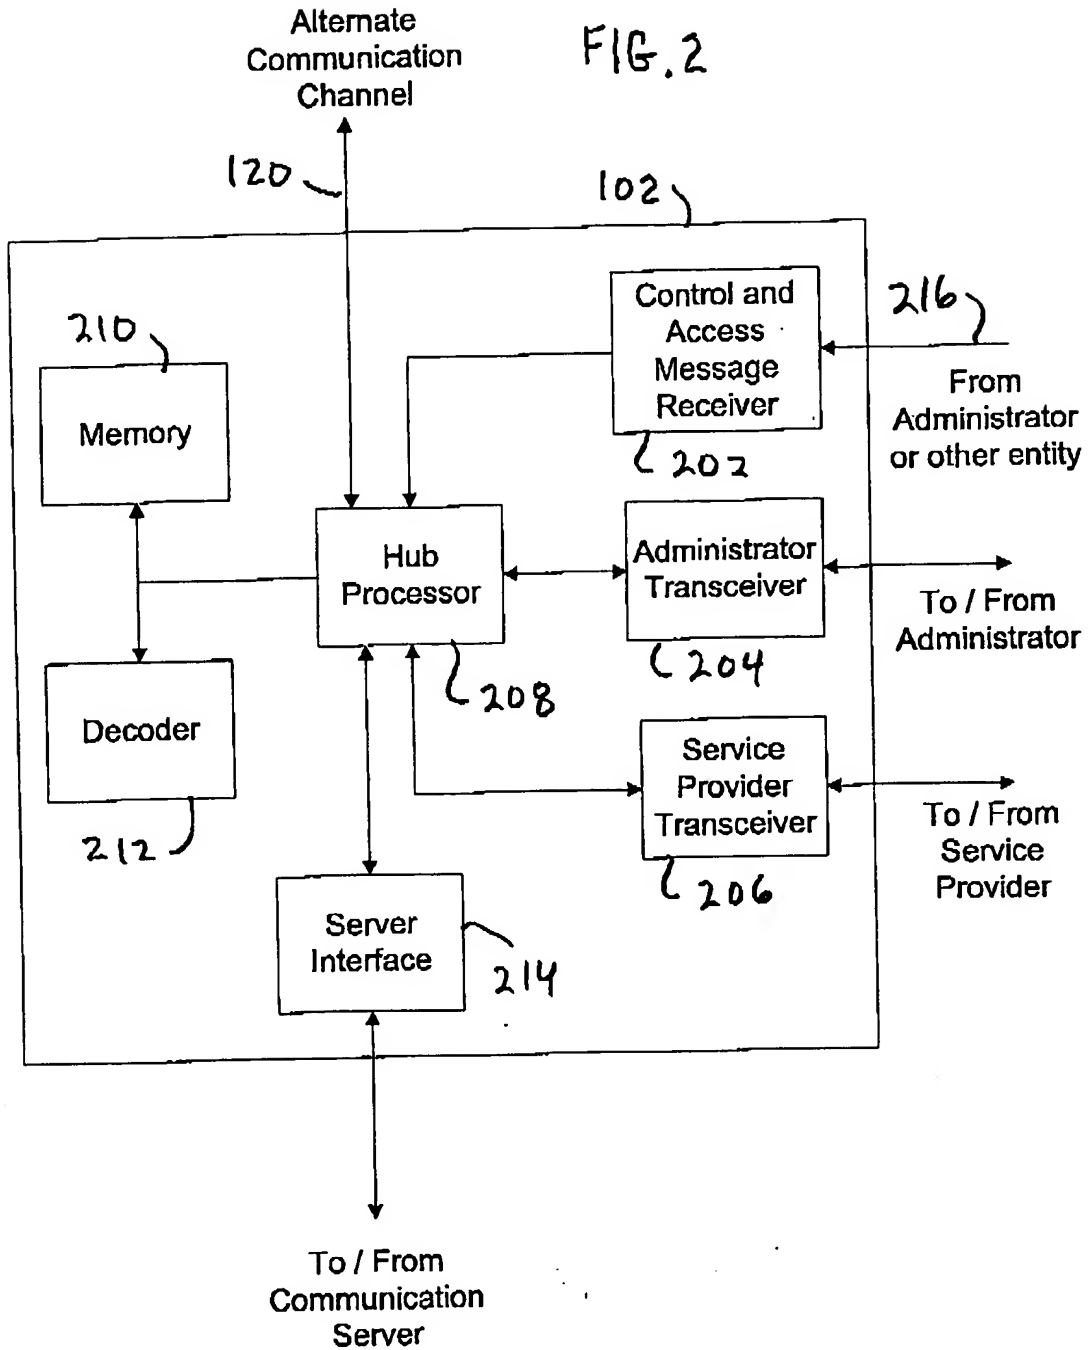 Alternate
Communication
Channel
FIG. 2
120
102
Control and
Access
Message
Receiver
216
From
Administrator
or other entity
210
Memory
202
Hub
Processor
Administrator
Transceiver
To / From
Administrator
204
208
Decoder
Service
Provider
Transceiver
To / From
Service
Provider
212
206
Server
Interface
214
To / From
Communication
Server